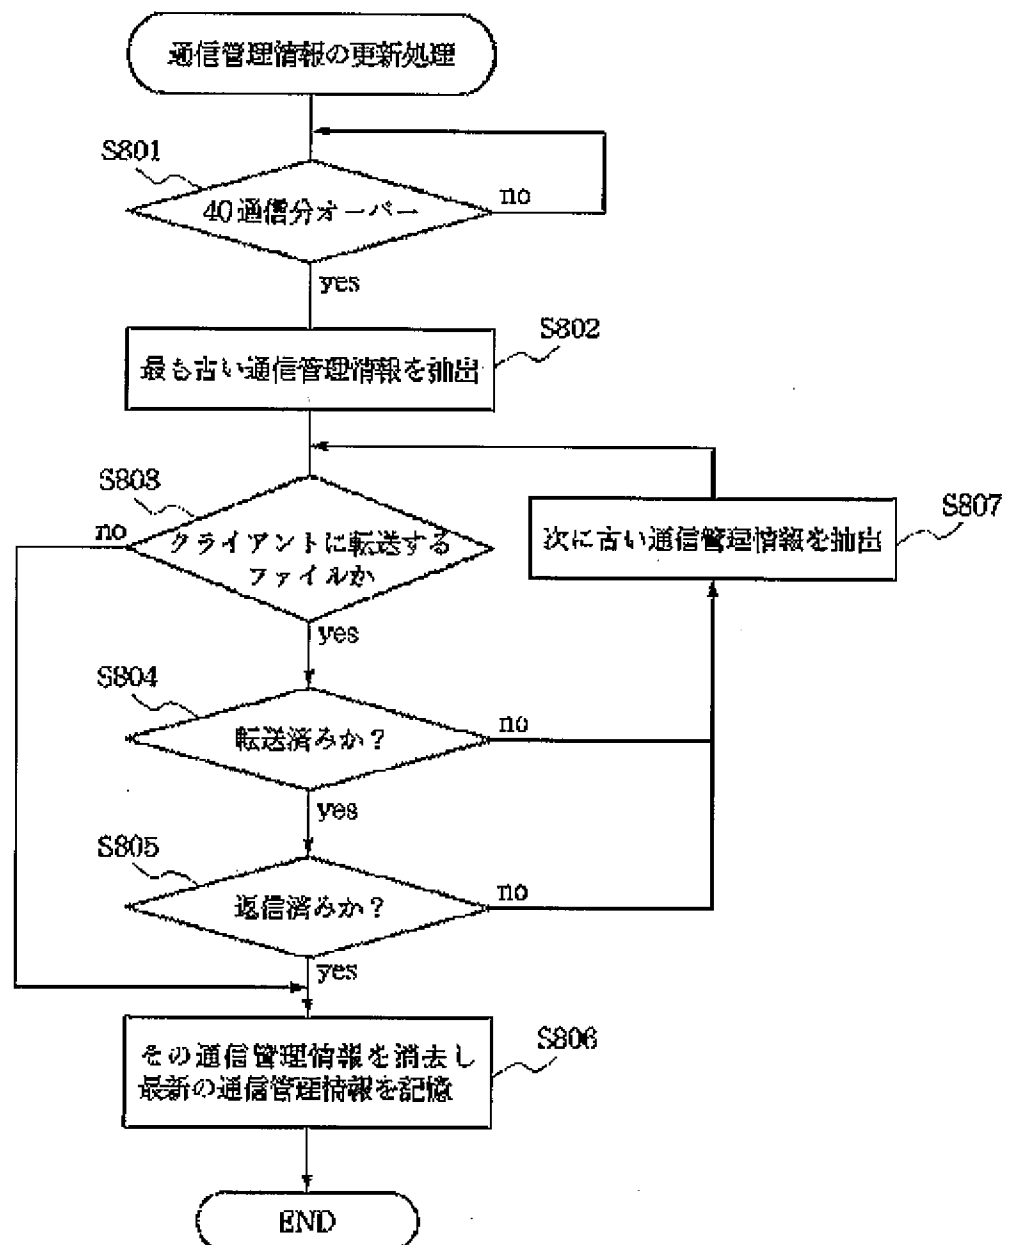 通信管理情報の更新処理
S801
40通信分オーバー
no
yes
S802
最も古い通信管理情報を抽出
S803
no
クライアントに転送する
ファイルか
yes
S807
次に古い通信管理情報を抽出
S804
転送済みか?
no
yes
S805
返信済みか?
no
yes
S806
その通信管理情報を消去し
最新の通信管理情報を記憶
END